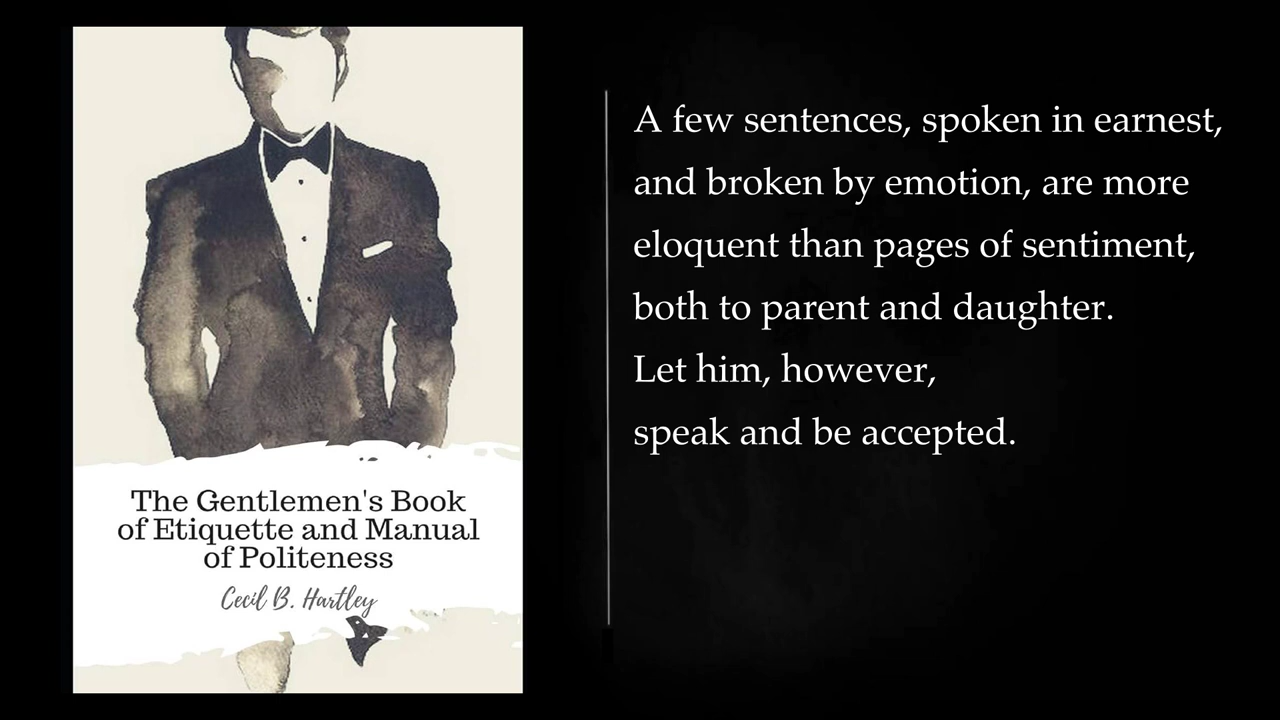 The Gentlemen's Book
of Etiquette and Manual
of Politeness
Cecil B. Hartley
A few sentences, spoken in earnest,
and broken by emotion, are more
eloquent than pages of sentiment,
both to parent and daughter.
Let him, however,
speak and be accepted.